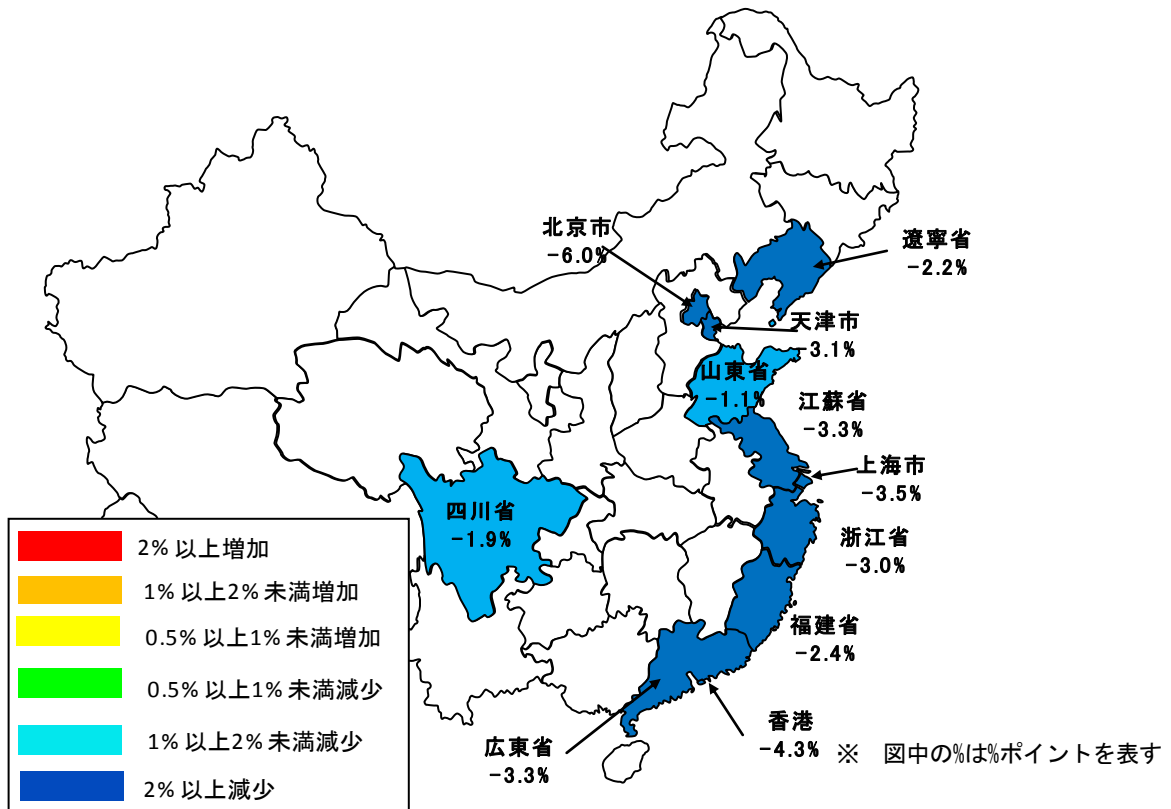 北京市
-6.0%
遼寧省
-2.2%
天津市
-3.1%
山東省
-1.1%
江蘇省
-3.3%
上海市
-3.5%
四川省
-1.9%
浙江省
-3.0%
福建省
-2.4%
香港
-4.3%
広東省
-3.3%
※ 図中の%は%ポイントを表す
2% 以上増加
1% 以上2% 未満増加
0.5% 以上1% 未満増加
0.5% 以上1% 未満減少
1% 以上2% 未満減少
2% 以上減少